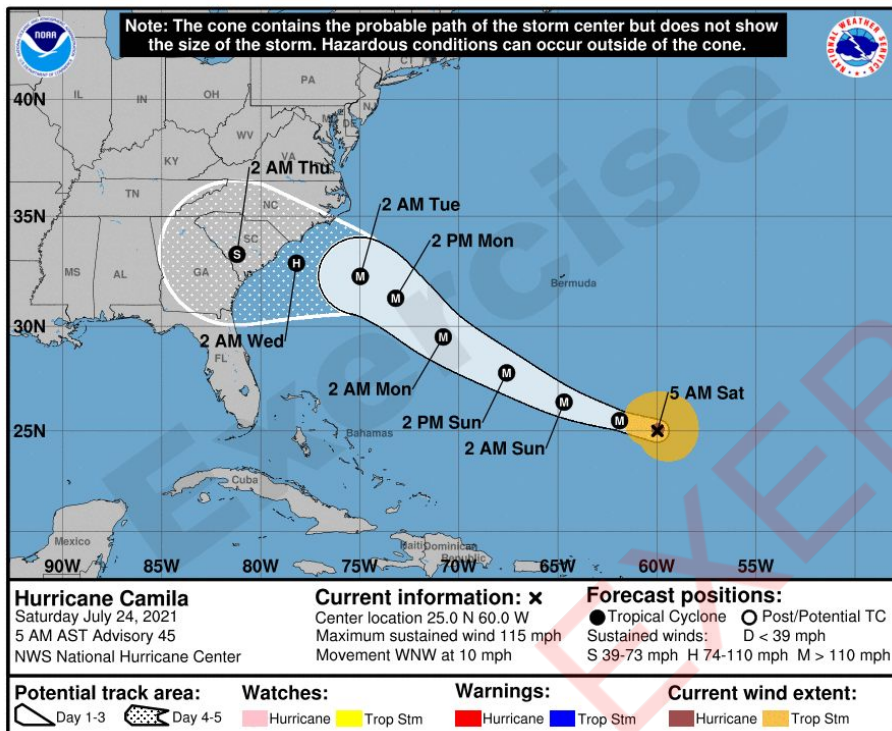 Note: The cone contains the probable path of the storm center but does not show
the size of the storm. Hazardous conditions can occur outside of the cone.
NOAA
NATIONAL WEATHER SERVICE
40N
35N
30N
25N
IL
IN
OH
PA
NJ
CT
DE
WV
VA
KY
TN
NC
SC
MS
AL
GA
FL
Bermuda
Bahamas
Cuba
Mexico
Haiti
Dominican
Republic
2 AM Thu
2 AM Tue
2 PM Mon
2 AM Wed
2 AM Mon
2 PM Sun
2 AM Sun
5 AM Sat
S
H
M
M
M
M
M
M
Exercise
EXER
90W
85W
80W
75W
70W
65W
60W
55W
Hurricane Camila
Saturday July 24, 2021
5 AM AST Advisory 45
NWS National Hurricane Center
Current information: ×
Center location 25.0 N 60.0 W
Maximum sustained wind 115 mph
Movement WNW at 10 mph
Forecast positions:
Tropical Cyclone Post/Potential TC
Sustained winds: D < 39 mph
S 39-73 mph H 74-110 mph M > 110 mph
Potential track area:
Day 1-3 Day 4-5
Watches:
Hurricane Trop Stm
Warnings:
Hurricane Trop Stm
Current wind extent:
Hurricane Trop Stm